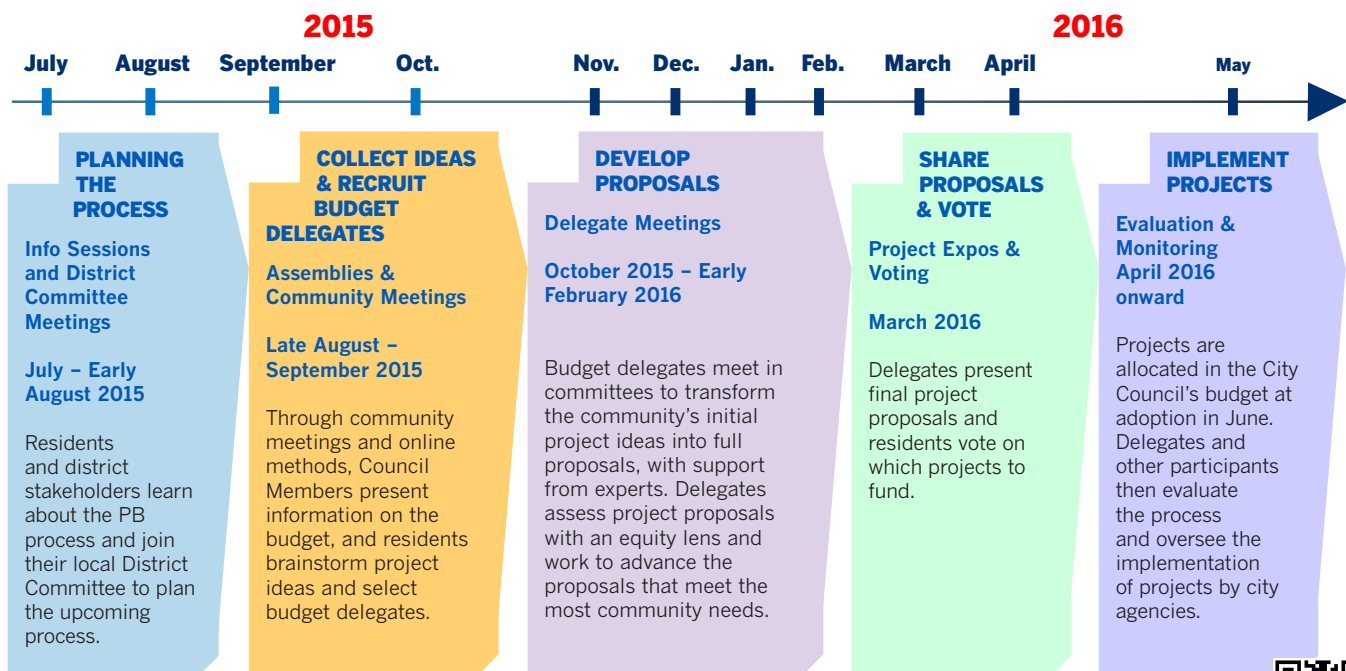 2015
2016
July August September Oct. Nov. Dec. Jan. Feb. March April May
PLANNING
THE
PROCESS
Info Sessions
and District
Committee
Meetings
July – Early
August 2015
Residents
and district
stakeholders learn
about the PB
process and join
their local District
Committee to plan
the upcoming
process.
COLLECT IDEAS
& RECRUIT
BUDGET
DELEGATES
Assemblies &
Community Meetings
Late August –
September 2015
Through community
meetings and online
methods, Council
Members present
information on the
budget, and residents
brainstorm project
ideas and select
budget delegates.
DEVELOP
PROPOSALS
Delegate Meetings
October 2015 – Early
February 2016
Budget delegates meet in
committees to transform
the community's initial
project ideas into full
proposals, with support
from experts. Delegates
assess project proposals
with an equity lens and
work to advance the
proposals that meet the
most community needs.
SHARE
PROPOSALS
& VOTE
Project Expos &
Voting
March 2016
Delegates present
final project
proposals and
residents vote on
which projects to
fund.
IMPLEMENT
PROJECTS
Evaluation &
Monitoring
April 2016
onward
Projects are
allocated in the City
Council's budget at
adoption in June.
Delegates and
other participants
then evaluate
the process
and oversee the
implementation
of projects by city
agencies.